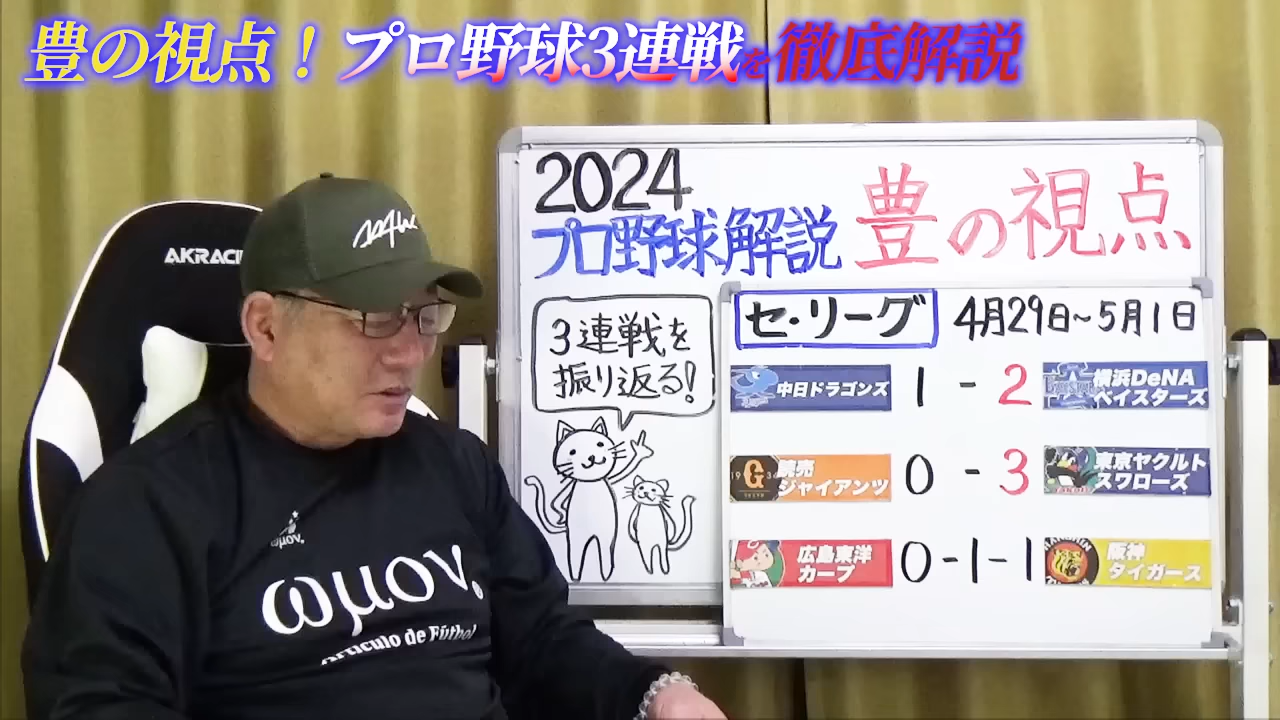 豊の視点！プロ野球3連戦を徹底解説
2024
プロ野球解説 豊の視点
3連戦を
振り返る!
セ・リーグ 4月29日~5月1日
中日ドラゴンズ 1 - 2 横浜DeNA
ベイスターズ
読売
ジャイアンツ 0 - 3 東京ヤクルト
スワローズ
広島東洋
カープ 0-1-1 阪神
タイガース
G
AKRACI
ωμον.
ωμον.
Artículo de Fútbol